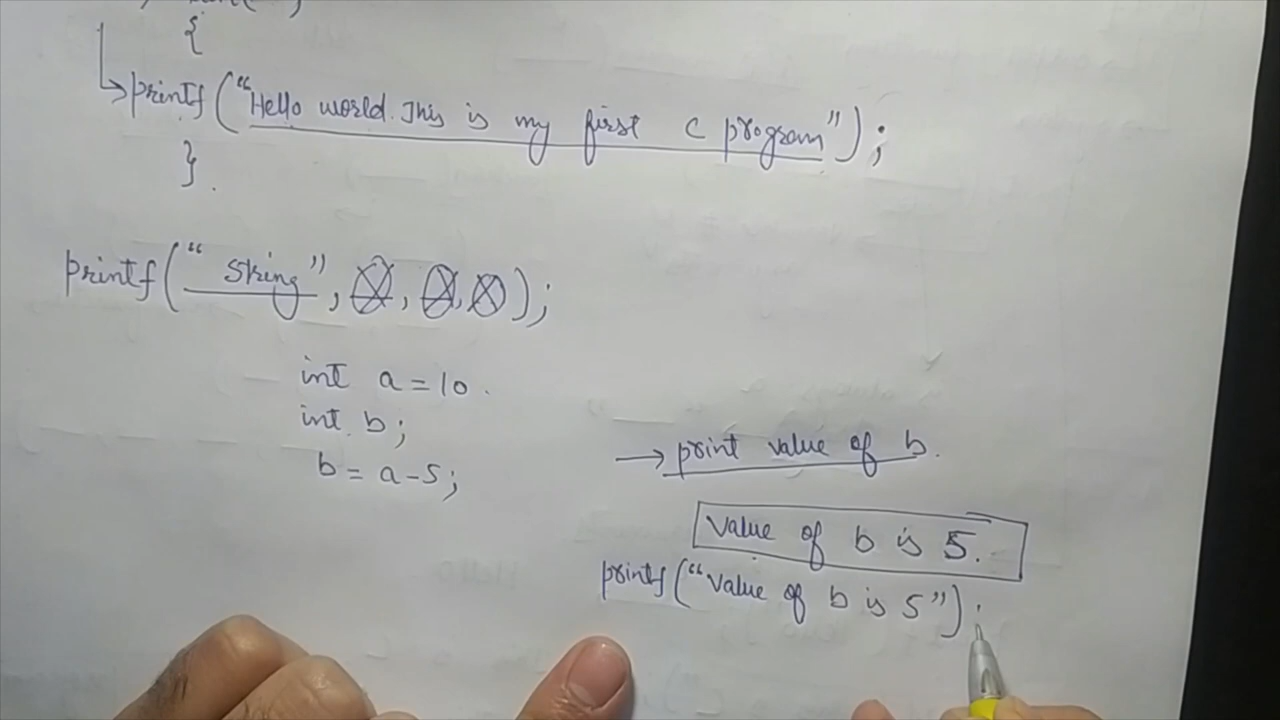 {
printf("Hello world. This is my first C program");
}.
printf("String", , , );
int a = 10.
int b;
b = a - 5;
→ print value of b.
Value of b is 5.
printf("Value of b is 5");